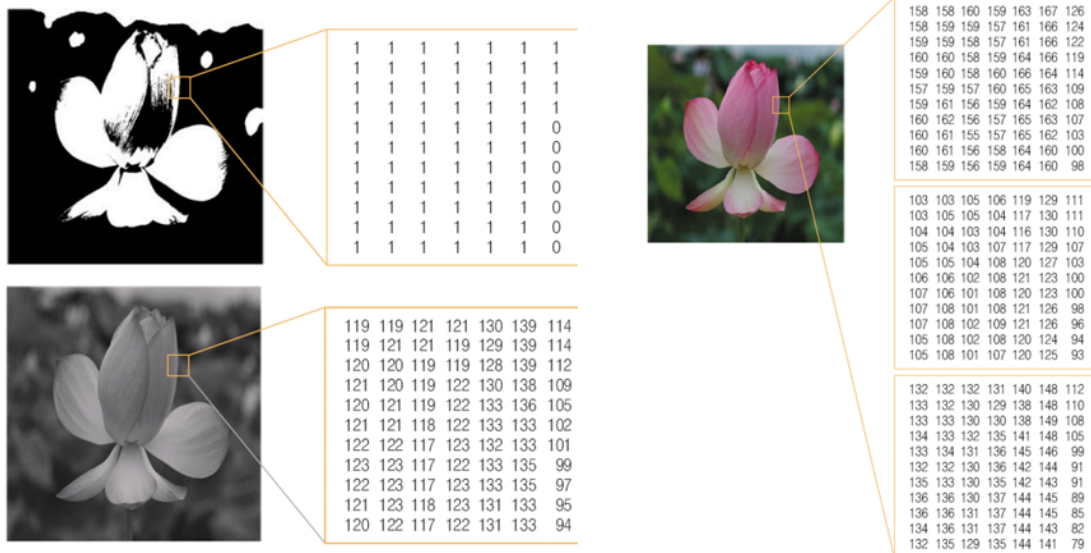 1 1 1 1 1 1 1
1 1 1 1 1 1 1
1 1 1 1 1 1 1
1 1 1 1 1 1 1
1 1 1 1 1 1 0
1 1 1 1 1 1 0
1 1 1 1 1 1 0
1 1 1 1 1 1 0
1 1 1 1 1 1 0
1 1 1 1 1 1 0
1 1 1 1 1 1 0
119 119 121 121 130 139 114
119 121 121 119 129 139 114
120 120 119 119 128 139 112
121 120 119 122 130 138 109
120 121 119 122 133 136 105
121 121 118 122 133 133 102
122 122 117 123 132 133 101
123 123 117 122 133 135 99
122 123 117 122 133 135 97
121 123 118 123 131 133 95
120 122 117 122 131 133 94
158 158 160 159 163 167 126
158 159 159 157 161 166 124
159 159 158 157 161 166 122
160 160 158 159 164 166 119
159 160 158 160 166 164 114
157 159 157 160 165 163 109
159 161 156 159 164 162 108
160 162 156 157 165 163 107
160 161 155 157 165 162 103
160 161 156 158 164 160 100
158 159 156 159 164 160 98
103 103 105 106 119 129 111
103 105 105 104 117 130 111
104 104 103 104 116 130 110
105 104 103 107 117 129 107
105 105 104 108 120 127 103
106 106 102 108 121 123 100
107 106 101 108 120 123 100
107 108 101 108 121 126 98
107 108 102 109 121 126 96
105 108 102 108 120 124 94
105 108 101 107 120 125 93
132 132 132 131 140 148 112
133 132 130 129 138 148 110
133 133 130 130 138 149 108
134 133 132 135 141 148 105
133 134 131 136 145 146 99
132 132 130 136 142 144 91
135 133 130 135 142 143 91
136 136 130 137 144 145 89
136 136 131 137 144 145 85
134 136 131 137 144 143 82
132 135 129 135 144 141 79